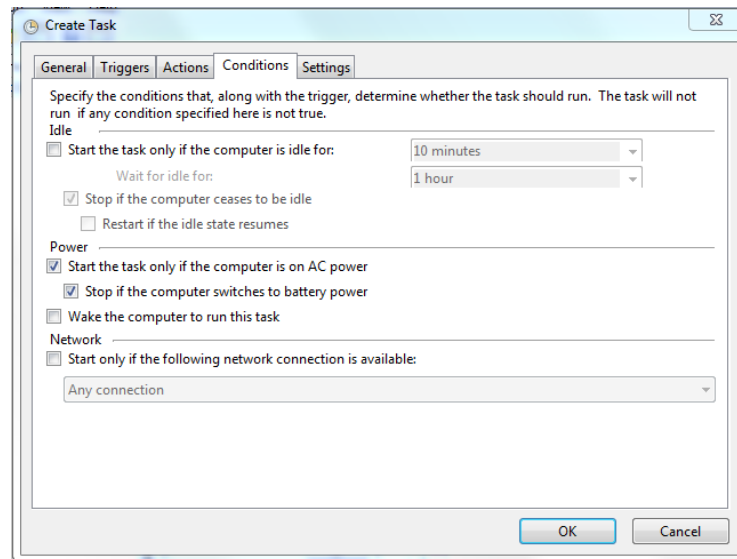 Create Task
General
Triggers
Actions
Conditions
Settings
Specify the conditions that, along with the trigger, determine whether the task should run. The task will not
run if any condition specified here is not true.
Idle
Start the task only if the computer is idle for:
10 minutes
Wait for idle for:
1 hour
Stop if the computer ceases to be idle
Restart if the idle state resumes
Power
Start the task only if the computer is on AC power
Stop if the computer switches to battery power
Wake the computer to run this task
Network
Start only if the following network connection is available:
Any connection
OK
Cancel